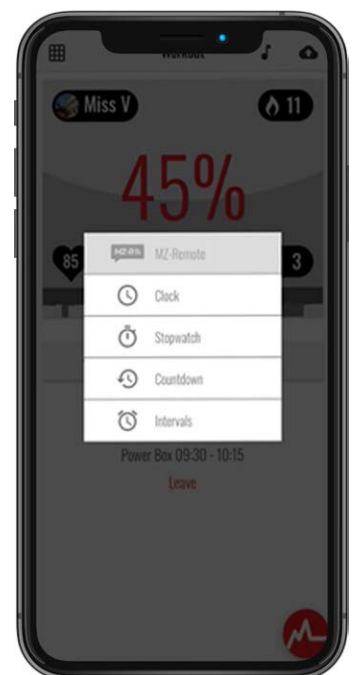 Workout
Miss V
11
45%
85
3
MZ-Remote
Clock
Stopwatch
Countdown
Intervals
Power Box 09:30 - 10:15
Leave